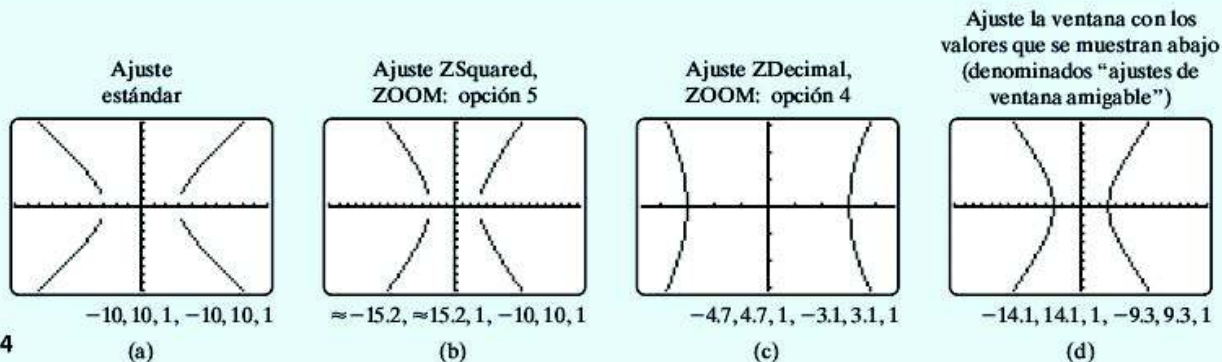 Ajuste
estándar
−10, 10, 1, −10, 10, 1
(a)
Ajuste ZSquared,
ZOOM: opción 5
≈−15.2, ≈15.2, 1, −10, 10, 1
(b)
Ajuste ZDecimal,
ZOOM: opción 4
−4.7, 4.7, 1, −3.1, 3.1, 1
(c)
Ajuste la ventana con los
valores que se muestran abajo
(denominados “ajustes de
ventana amigable”)
−14.1, 14.1, 1, −9.3, 9.3, 1
(d)
4